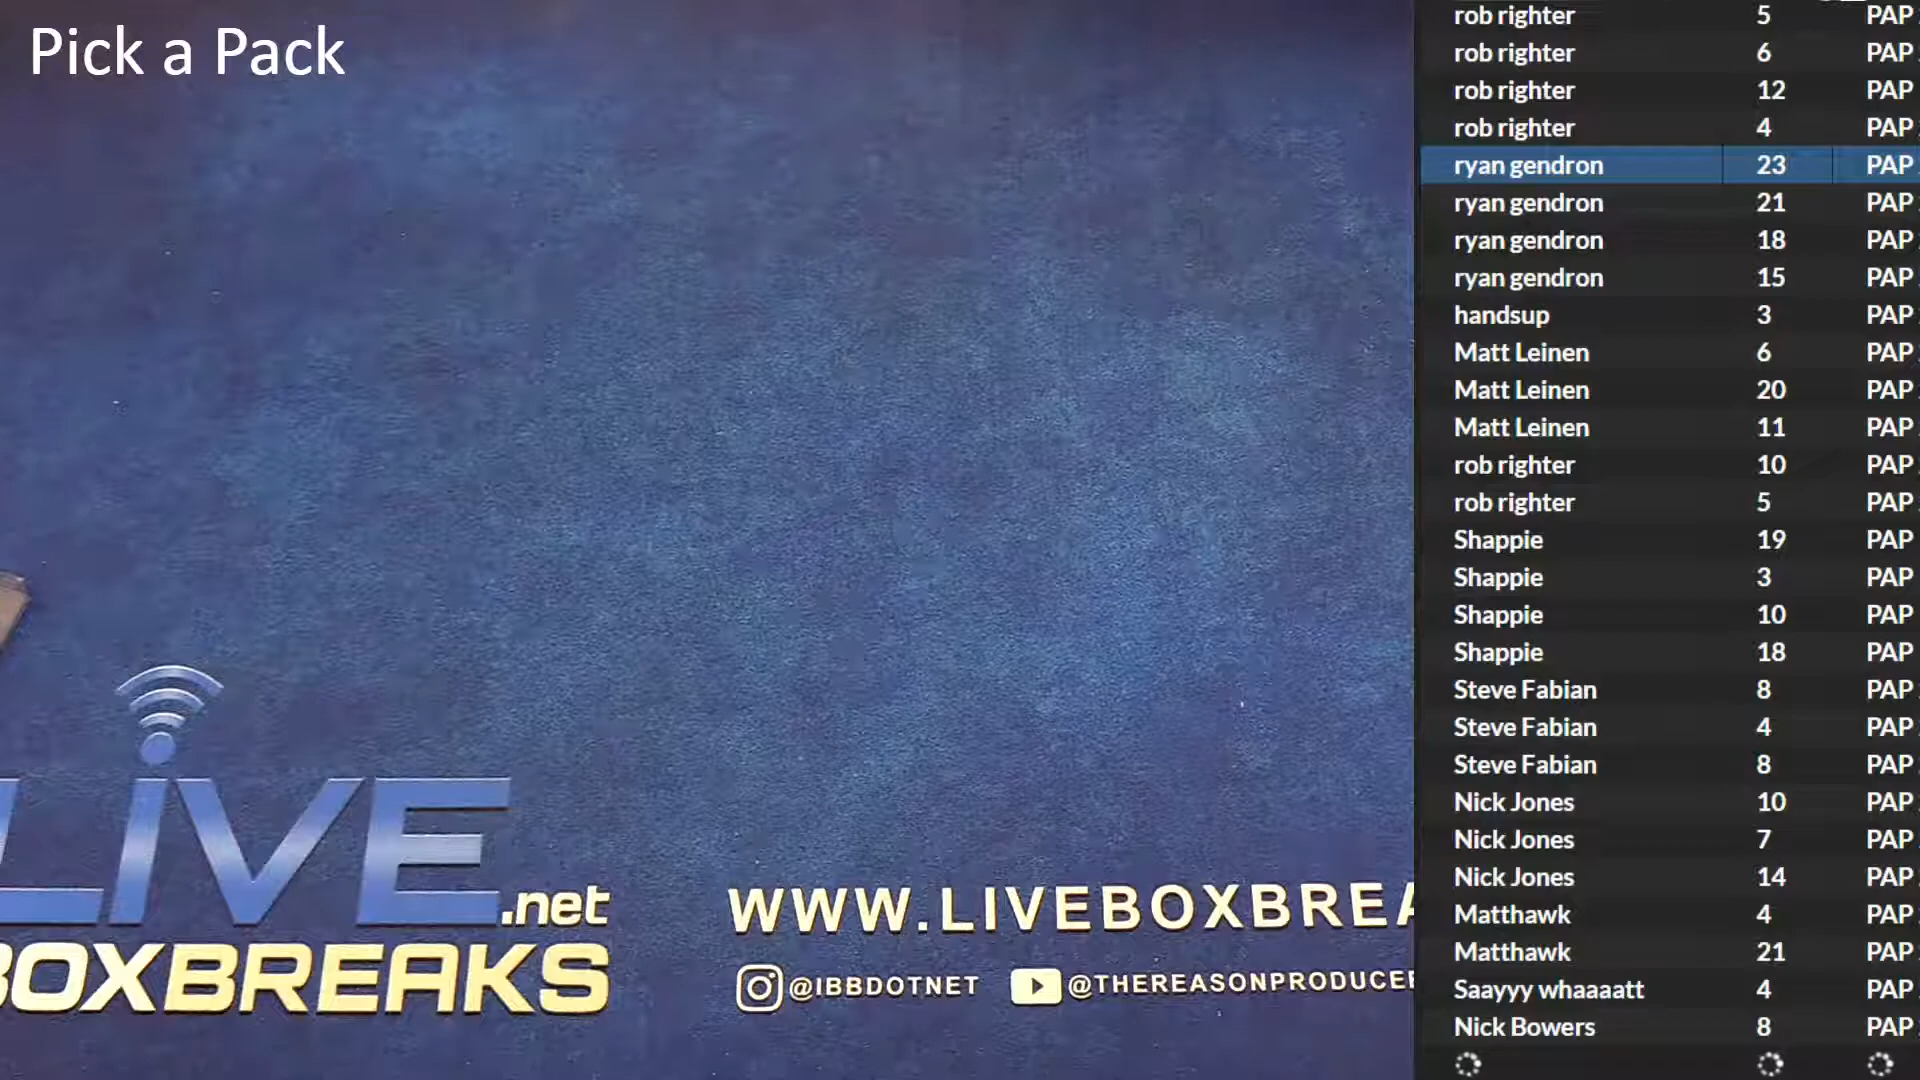 Pick a Pack
rob righter 5 PAP
rob righter 6 PAP
rob righter 12 PAP
rob righter 4 PAP
ryan gendron 23 PAP
ryan gendron 21 PAP
ryan gendron 18 PAP
ryan gendron 15 PAP
handsup 3 PAP
Matt Leinen 6 PAP
Matt Leinen 20 PAP
Matt Leinen 11 PAP
rob righter 10 PAP
rob righter 5 PAP
Shappie 19 PAP
Shappie 3 PAP
Shappie 10 PAP
Shappie 18 PAP
Steve Fabian 8 PAP
Steve Fabian 4 PAP
Steve Fabian 8 PAP
Nick Jones 10 PAP
Nick Jones 7 PAP
Nick Jones 14 PAP
Matthawk 4 PAP
Matthawk 21 PAP
Saayyy whaaaatt 4 PAP
Nick Bowers 8 PAP
LIVE.net
BOXBREAKS
WWW.LIVEBOXBREA
@IBBDOTNET @THEREASONPRODUCER